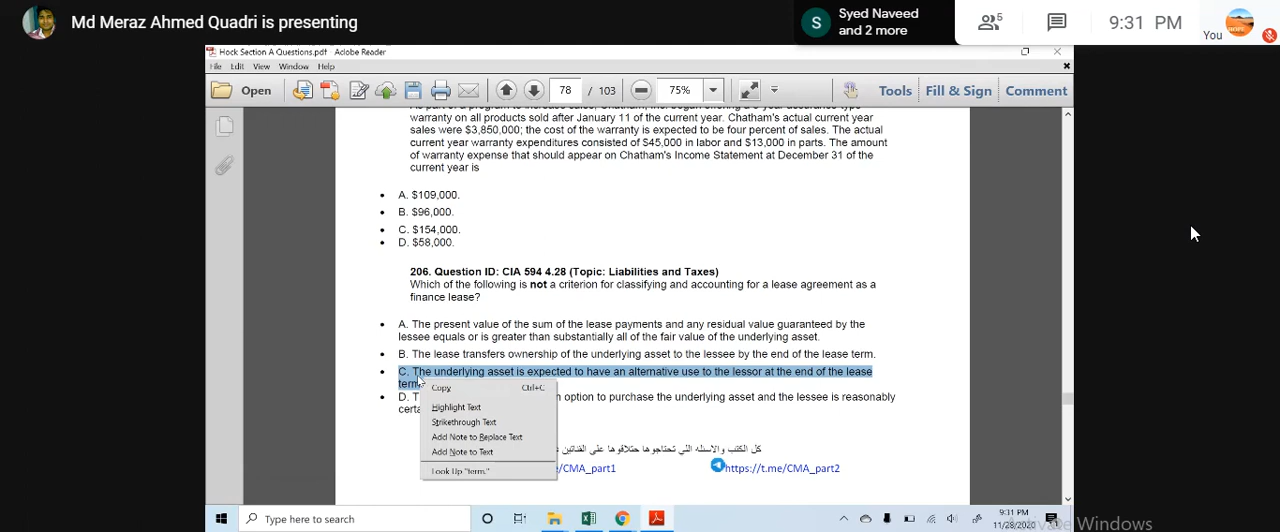 Md Meraz Ahmed Quadri is presenting
S
Syed Naveed
and 2 more
5
9:31 PM
You
Hock Section A Questions.pdf - Adobe Reader
File Edit View Window Help
Open
78 / 103
75%
Tools Fill & Sign Comment
warranty on all products sold after January 11 of the current year. Chatham's actual current year
sales were $3,850,000; the cost of the warranty is expected to be four percent of sales. The actual
current year warranty expenditures consisted of $45,000 in labor and $13,000 in parts. The amount
of warranty expense that should appear on Chatham's Income Statement at December 31 of the
current year is
• A. $109,000.
• B. $96,000.
• C. $154,000.
• D. $58,000.
206. Question ID: CIA 594 4.28 (Topic: Liabilities and Taxes)
Which of the following is not a criterion for classifying and accounting for a lease agreement as a
finance lease?
• A. The present value of the sum of the lease payments and any residual value guaranteed by the
lessee equals or is greater than substantially all of the fair value of the underlying asset.
• B. The lease transfers ownership of the underlying asset to the lessee by the end of the lease term.
• C. The underlying asset is expected to have an alternative use to the lessor at the end of the lease
term.
• D. T
option to purchase the underlying asset and the lessee is reasonably
certa
Copy Ctrl+C
Highlight Text
Strikethrough Text
Add Note to Replace Text
Add Note to Text
Look Up "term."
كل الكتب والاسئله اللي تحتاجوها حتلاقوها على القناتين
e/CMA_part1
https://t.me/CMA_part2
Type here to search
9:31 PM
11/28/2020
Windows